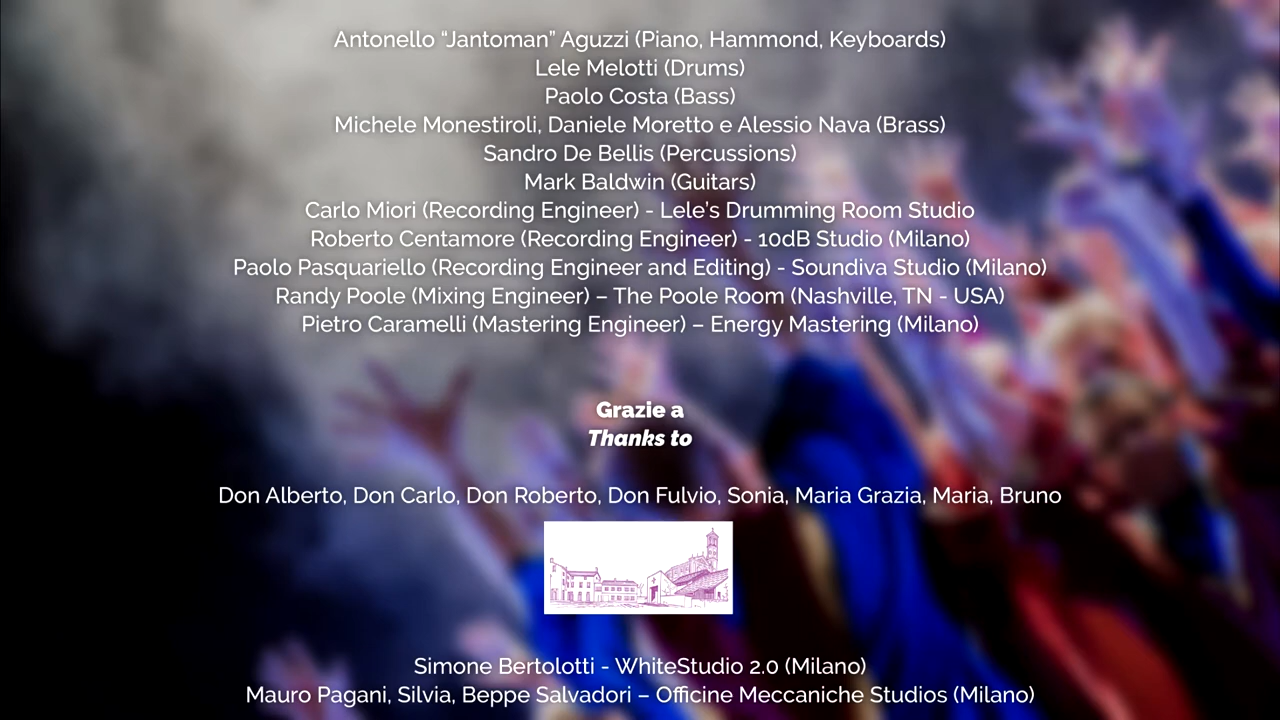 Antonello “Jantoman” Aguzzi (Piano, Hammond, Keyboards)
Lele Melotti (Drums)
Paolo Costa (Bass)
Michele Monestiroli, Daniele Moretto e Alessio Nava (Brass)
Sandro De Bellis (Percussions)
Mark Baldwin (Guitars)
Carlo Miori (Recording Engineer) - Lele’s Drumming Room Studio
Roberto Centamore (Recording Engineer) - 10dB Studio (Milano)
Paolo Pasquariello (Recording Engineer and Editing) - Soundiva Studio (Milano)
Randy Poole (Mixing Engineer) – The Poole Room (Nashville, TN - USA)
Pietro Caramelli (Mastering Engineer) – Energy Mastering (Milano)
Grazie a
Thanks to
Don Alberto, Don Carlo, Don Roberto, Don Fulvio, Sonia, Maria Grazia, Maria, Bruno
Simone Bertolotti - WhiteStudio 2.0 (Milano)
Mauro Pagani, Silvia, Beppe Salvadori – Officine Meccaniche Studios (Milano)